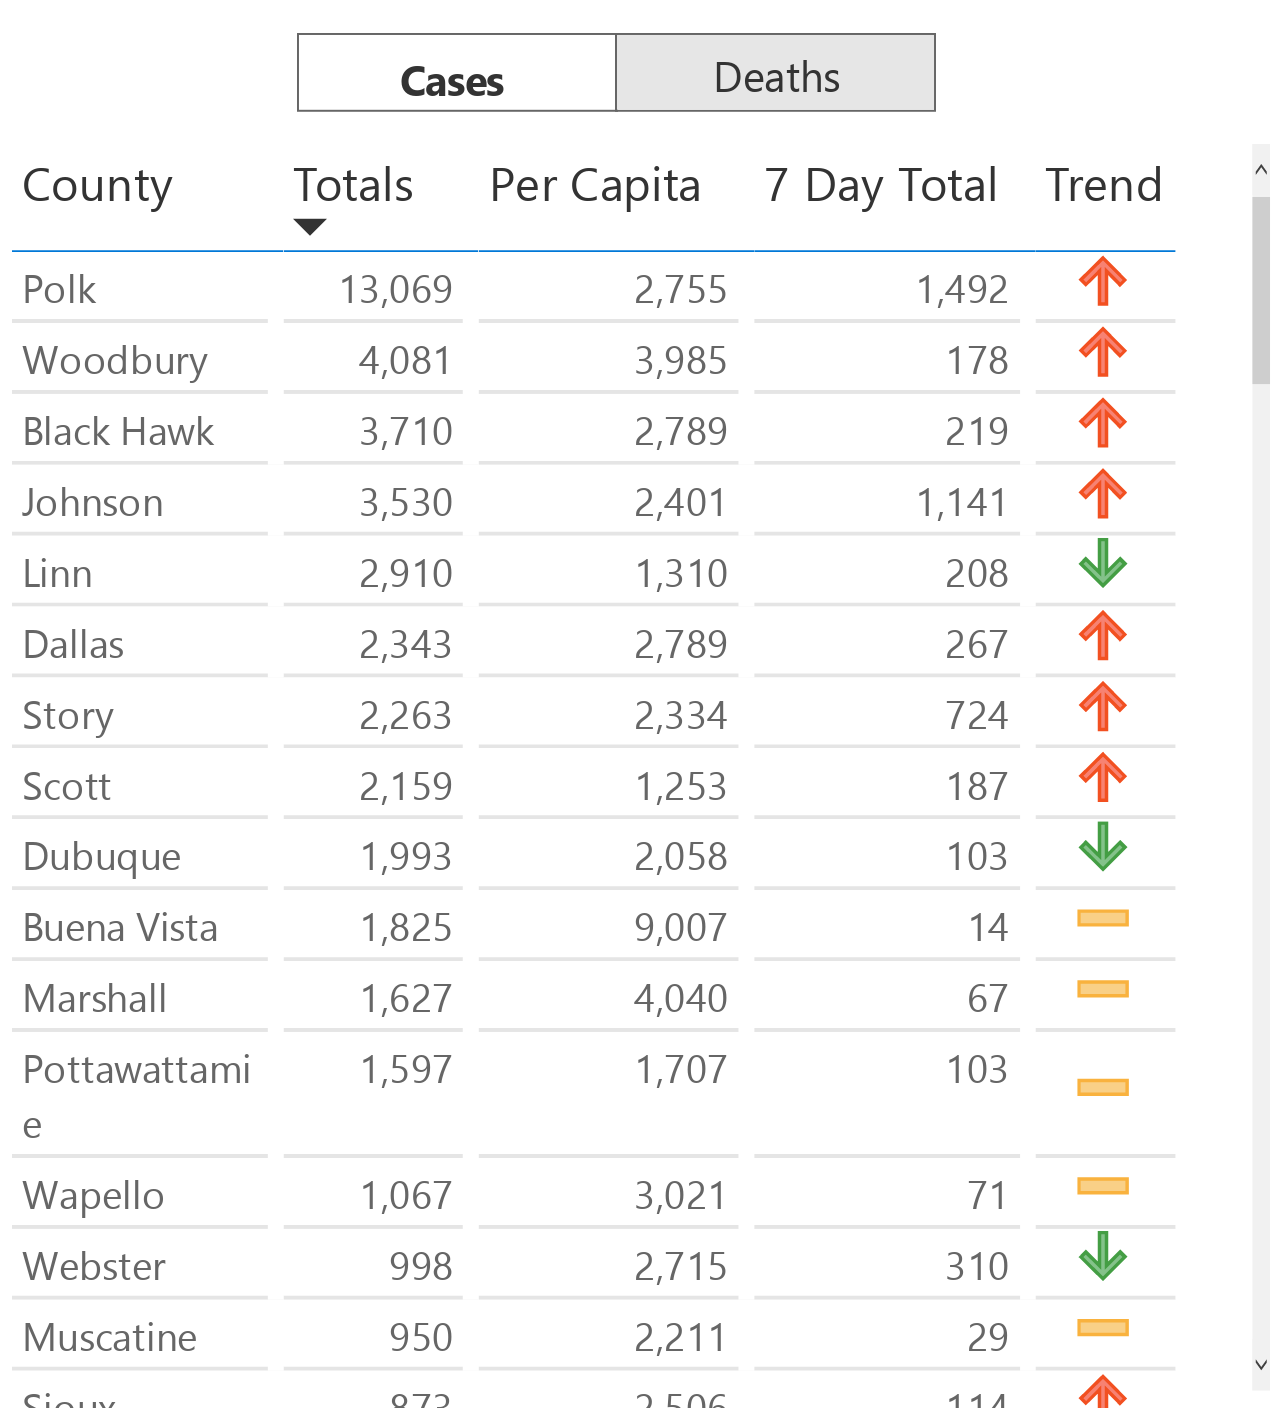 Cases Deaths
County Totals Per Capita 7 Day Total Trend
Polk 13,069 2,755 1,492
Woodbury 4,081 3,985 178
Black Hawk 3,710 2,789 219
Johnson 3,530 2,401 1,141
Linn 2,910 1,310 208
Dallas 2,343 2,789 267
Story 2,263 2,334 724
Scott 2,159 1,253 187
Dubuque 1,993 2,058 103
Buena Vista 1,825 9,007 14
Marshall 1,627 4,040 67
Pottawattami 1,597 1,707 103
e
Wapello 1,067 3,021 71
Webster 998 2,715 310
Muscatine 950 2,211 29
Sioux 873 2,506 114